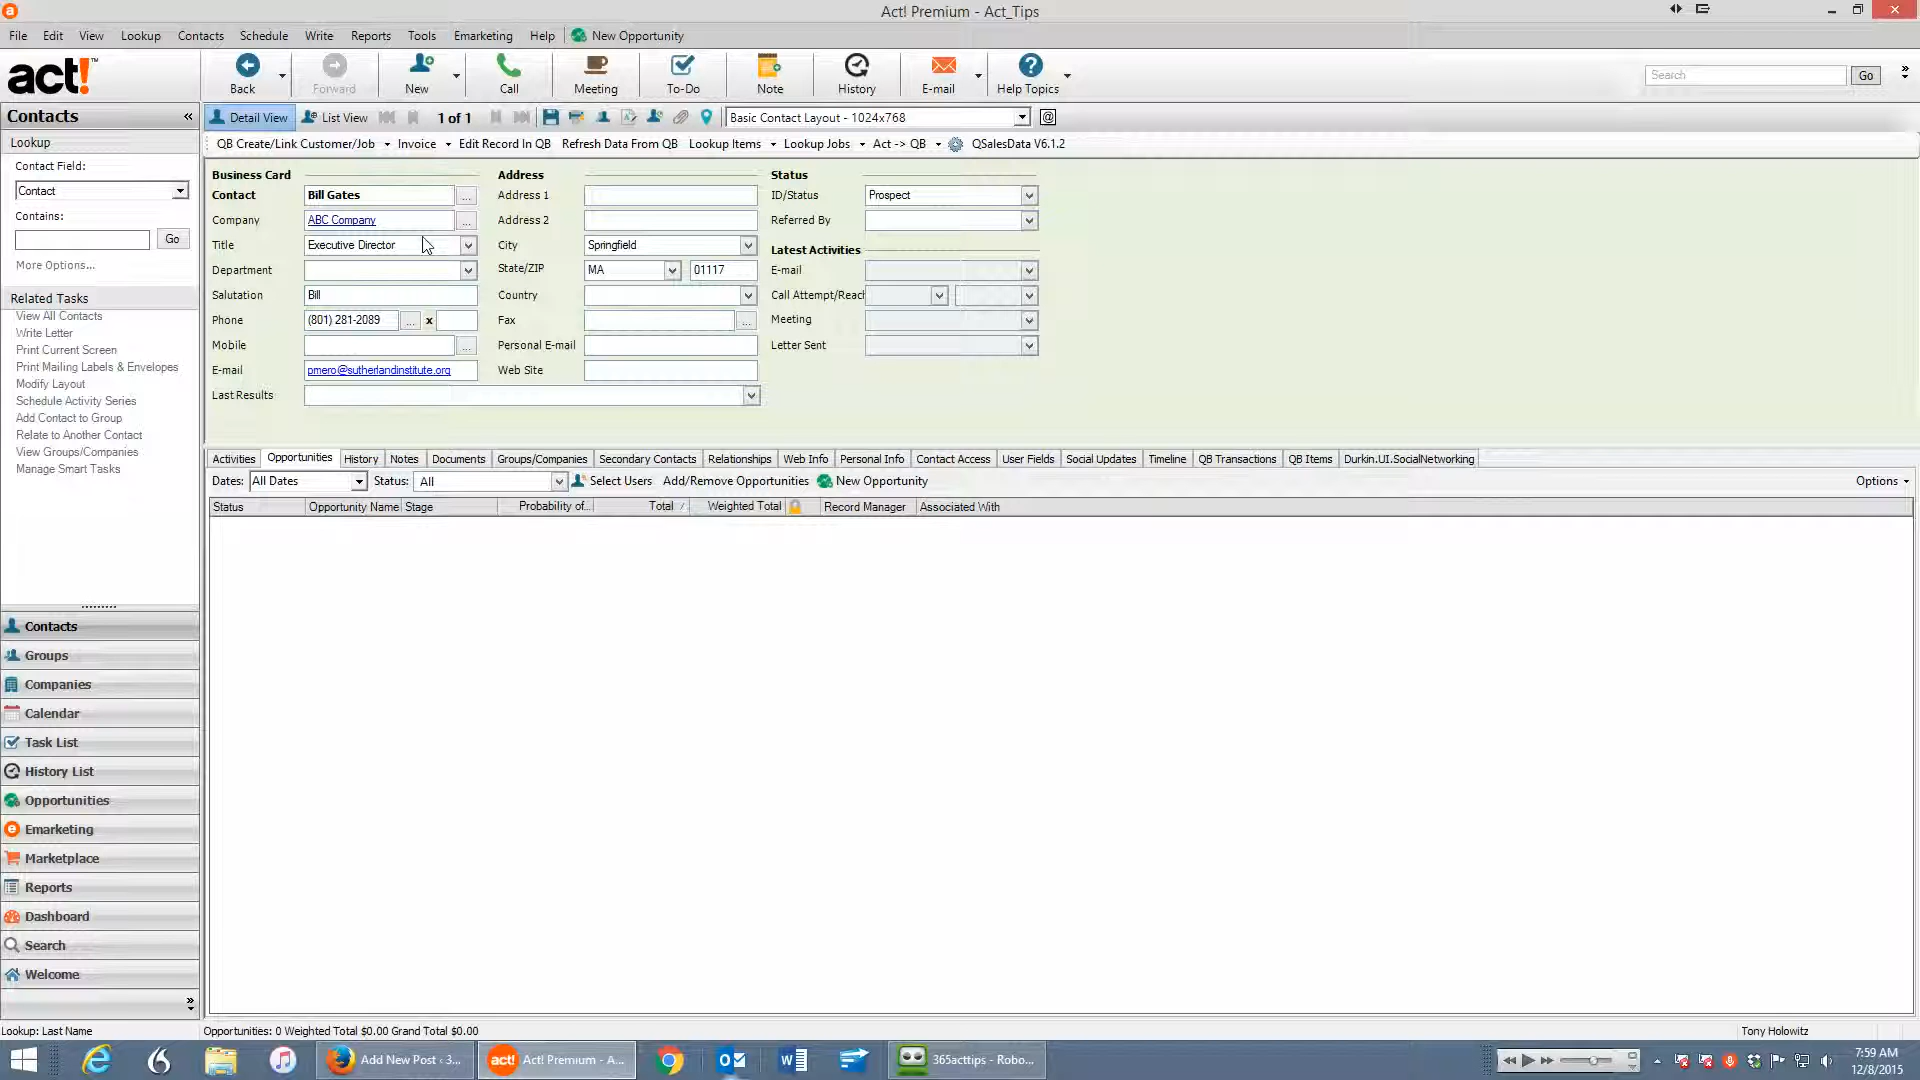 Act! Premium - Act_Tips
File Edit View Lookup Contacts Schedule Write Reports Tools Emarketing Help New Opportunity
act!
Back Forward New Call Meeting To-Do Note History E-mail Help Topics Search Go
Contacts «
Detail View List View 1 of 1 Basic Contact Layout - 1024x768
Lookup
QB Create/Link Customer/Job Invoice Edit Record In QB Refresh Data From QB Lookup Items Lookup Jobs Act -> QB QSalesData V6.1.2
Contact Field:
Contact
Contains:
Go
More Options...
Related Tasks
View All Contacts
Write Letter
Print Current Screen
Print Mailing Labels & Envelopes
Modify Layout
Schedule Activity Series
Add Contact to Group
Relate to Another Contact
View Groups/Companies
Manage Smart Tasks
Business Card
Contact Bill Gates ...
Company ABC Company ...
Title Executive Director
Department
Salutation Bill
Phone (801) 281-2089 ... x
Mobile ...
E-mail pmero@sutherlandinstitute.org
Last Results
Address
Address 1
Address 2
City Springfield
State/ZIP MA 01117
Country
Fax ...
Personal E-mail
Web Site
Status
ID/Status Prospect
Referred By
Latest Activities
E-mail
Call Attempt/Reach
Meeting
Letter Sent
Activities Opportunities History Notes Documents Groups/Companies Secondary Contacts Relationships Web Info Personal Info Contact Access User Fields Social Updates Timeline QB Transactions QB Items Durkin.UI.SocialNetworking
Dates: All Dates Status: All Select Users Add/Remove Opportunities New Opportunity Options
Status Opportunity Name Stage Probability of... Total Weighted Total Record Manager Associated With
Contacts
Groups
Companies
Calendar
Task List
History List
Opportunities
Emarketing
Marketplace
Reports
Dashboard
Search
Welcome
Lookup: Last Name Opportunities: 0 Weighted Total $0.00 Grand Total $0.00 Tony Holowitz
Add New Post ‹ 3... Act! Premium - A... 365acttips - Robo...
7:59 AM
12/8/2015